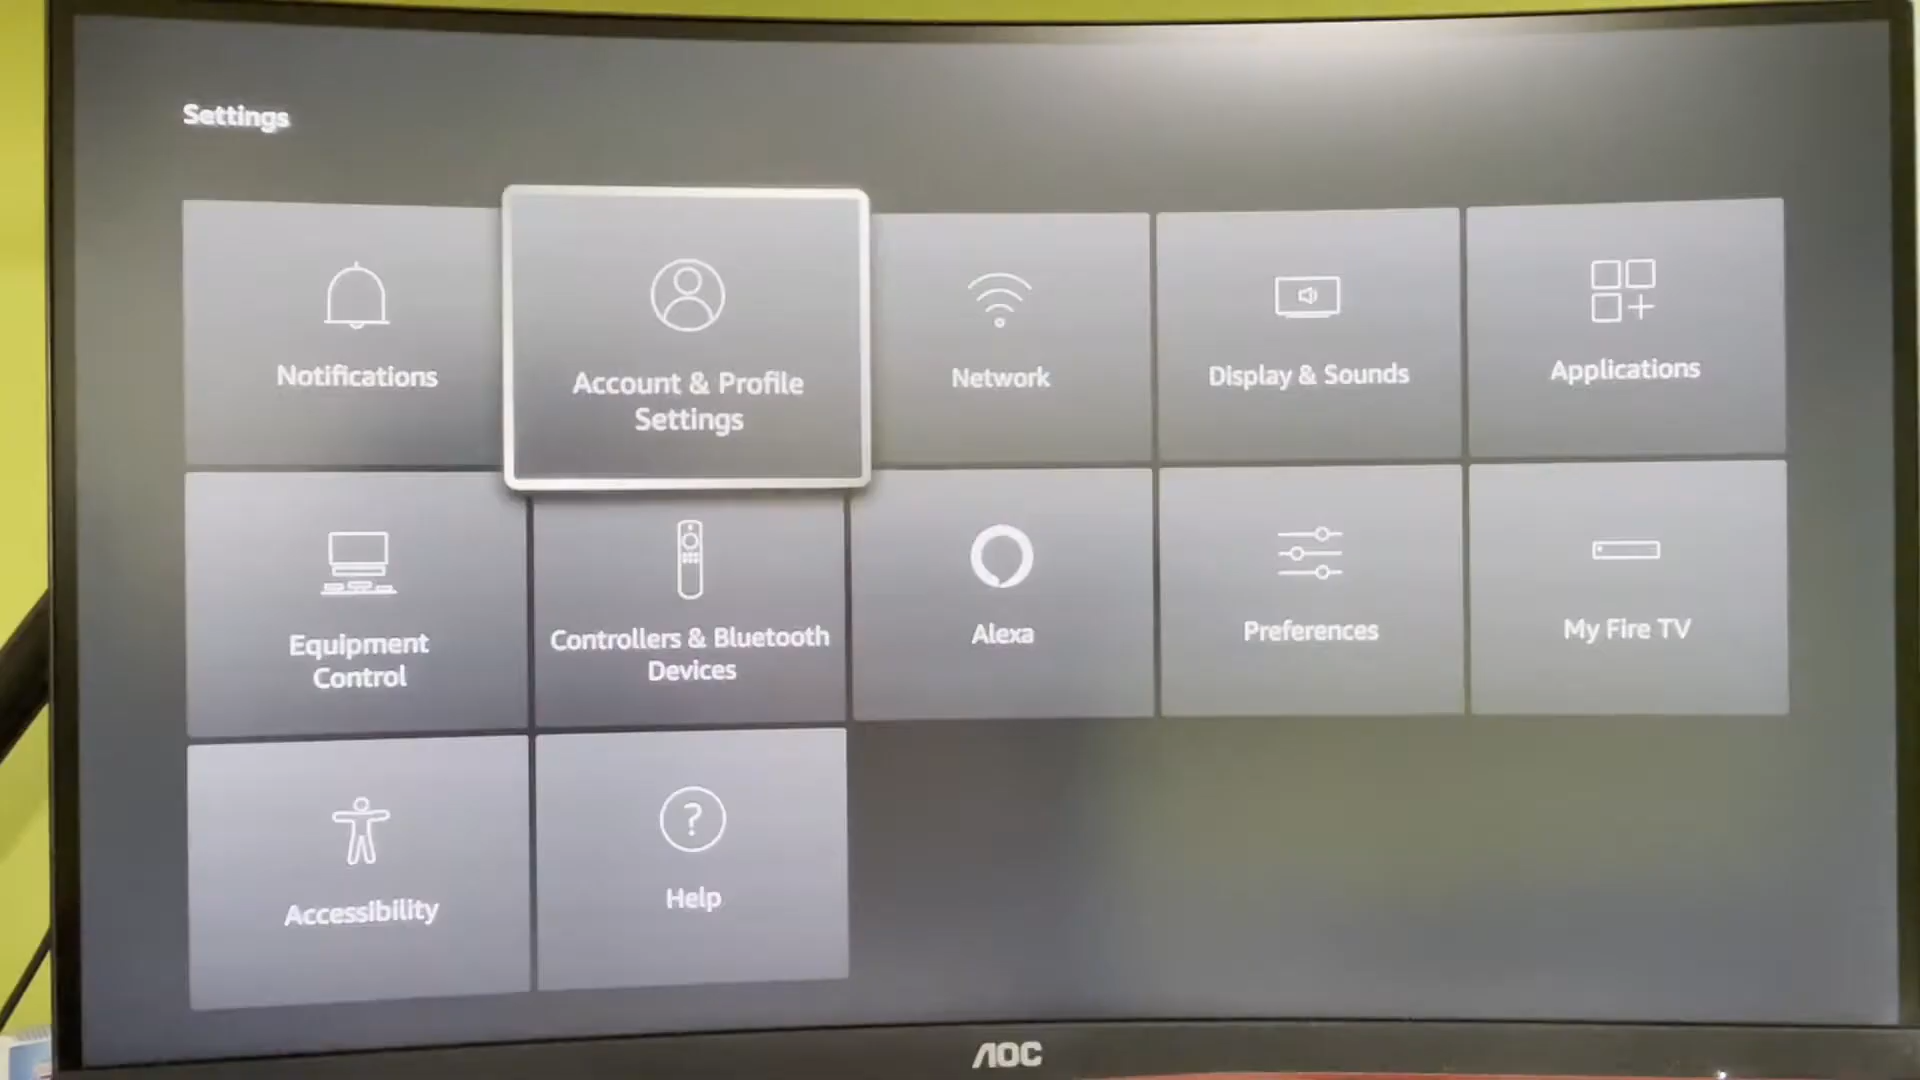 Settings
Notifications
Account & Profile
Settings
Network
Display & Sounds
Applications
Equipment
Control
Controllers & Bluetooth
Devices
Alexa
Preferences
My Fire TV
Accessibility
?
Help
AOC